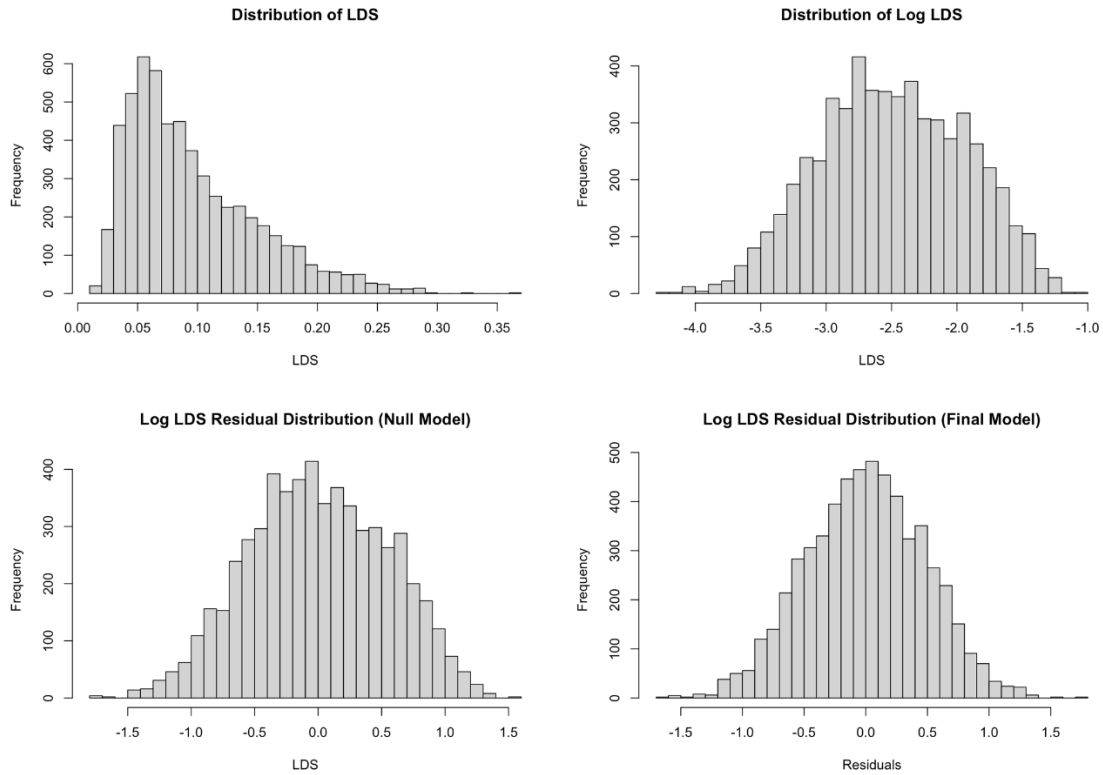 Distribution of LDS
Frequency
0 100 200 300 400 500 600
0.00 0.05 0.10 0.15 0.20 0.25 0.30 0.35
LDS
Distribution of Log LDS
Frequency
0 100 200 300 400
-4.0 -3.5 -3.0 -2.5 -2.0 -1.5 -1.0
LDS
Log LDS Residual Distribution (Null Model)
Frequency
0 100 200 300 400
-1.5 -1.0 -0.5 0.0 0.5 1.0 1.5
LDS
Log LDS Residual Distribution (Final Model)
Frequency
0 100 200 300 400 500
-1.5 -1.0 -0.5 0.0 0.5 1.0 1.5
Residuals